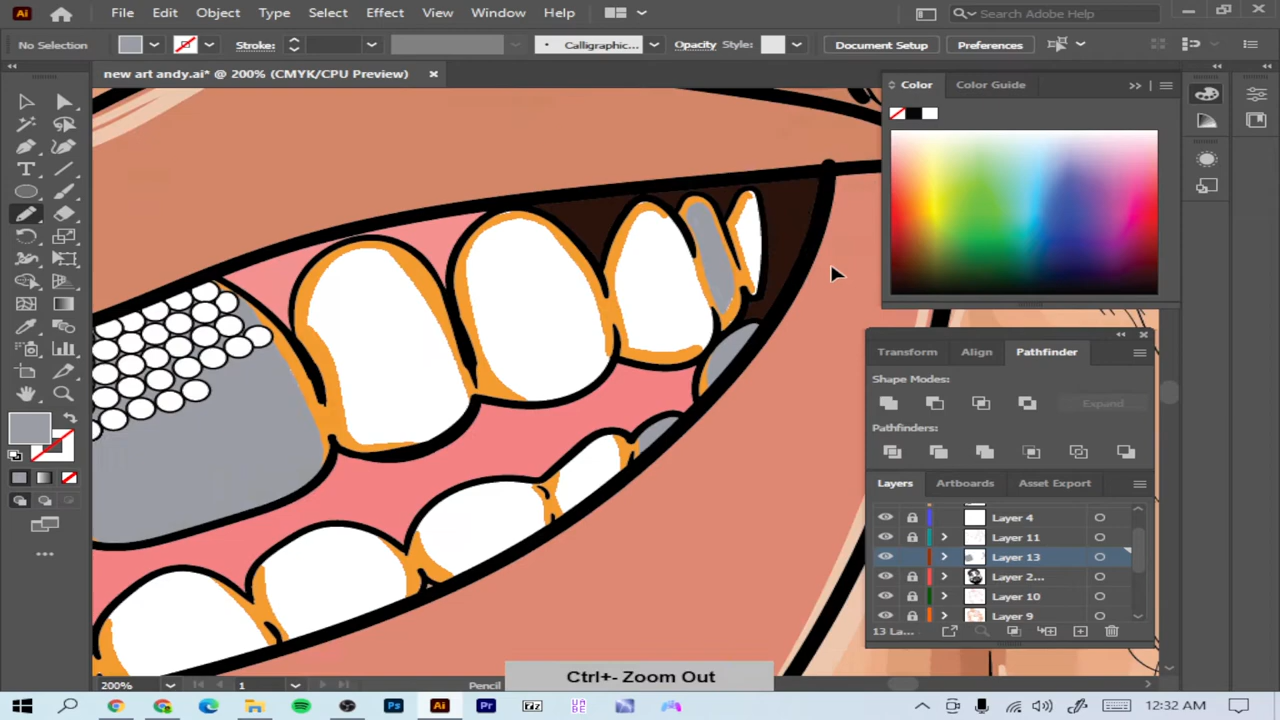 Ai File Edit Object Type Select Effect View Window Help Search Adobe Help
No Selection Stroke: Calligraphic... Opacity Style: Document Setup Preferences
new art andy.ai* @ 200% (CMYK/CPU Preview)
Color Color Guide
Transform Align Pathfinder
Shape Modes:
Expand
Pathfinders:
Layers Artboards Asset Export
Layer 4
Layer 11
Layer 13
Layer 2...
Layer 10
Layer 9
13 La...
Ctrl+- Zoom Out
200% 1 Pencil
Ps Ai Pr 12:32 AM